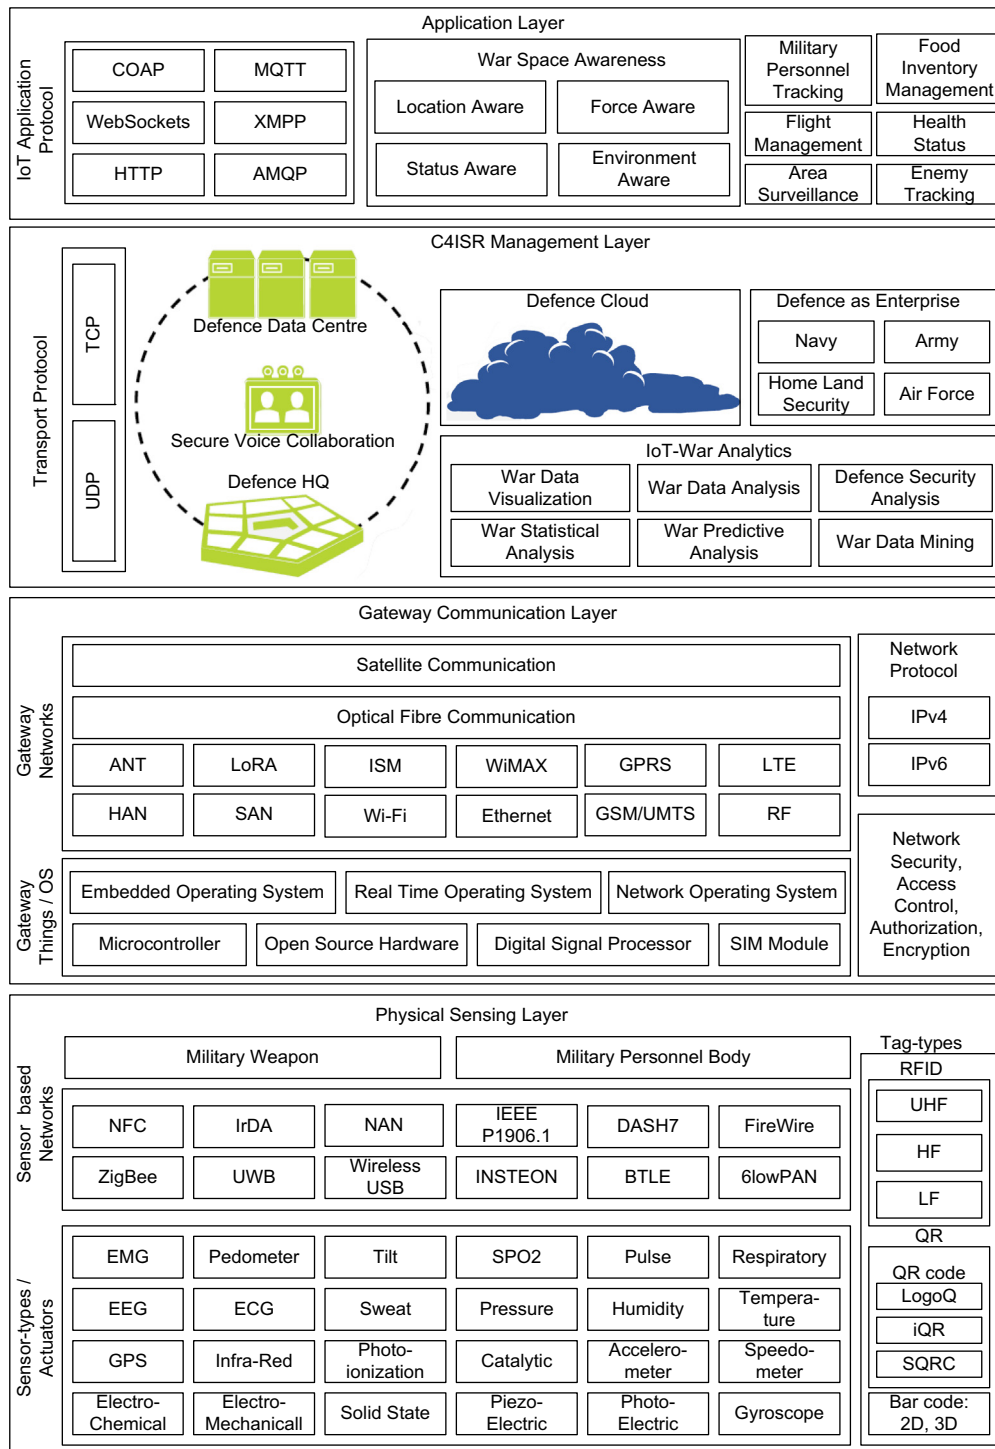 Application Layer
IoT Application
Protocol
COAP
MQTT
WebSockets
XMPP
HTTP
AMQP
War Space Awareness
Location Aware
Force Aware
Status Aware
Environment
Aware
Military
Personnel
Tracking
Food
Inventory
Management
Flight
Management
Health
Status
Area
Surveillance
Enemy
Tracking
C4ISR Management Layer
Transport Protocol
TCP
UDP
Defence Data Centre
Secure Voice Collaboration
Defence HQ
Defence Cloud
Defence as Enterprise
Navy
Army
Home Land
Security
Air Force
IoT-War Analytics
War Data
Visualization
War Data Analysis
Defence Security
Analysis
War Statistical
Analysis
War Predictive
Analysis
War Data Mining
Gateway Communication Layer
Gateway
Networks
Satellite Communication
Optical Fibre Communication
ANT
LoRA
ISM
WiMAX
GPRS
LTE
HAN
SAN
Wi-Fi
Ethernet
GSM/UMTS
RF
Network
Protocol
IPv4
IPv6
Gateway
Things / OS
Embedded Operating System
Real Time Operating System
Network Operating System
Microcontroller
Open Source Hardware
Digital Signal Processor
SIM Module
Network
Security,
Access
Control,
Authorization,
Encryption
Physical Sensing Layer
Military Weapon
Military Personnel Body
Sensor based
Networks
NFC
IrDA
NAN
IEEE
P1906.1
DASH7
FireWire
ZigBee
UWB
Wireless
USB
INSTEON
BTLE
6lowPAN
Sensor-types /
Actuators
EMG
Pedometer
Tilt
SPO2
Pulse
Respiratory
EEG
ECG
Sweat
Pressure
Humidity
Tempera-
ture
GPS
Infra-Red
Photo-
ionization
Catalytic
Accelero-
meter
Speedo-
meter
Electro-
Chemical
Electro-
Mechanicall
Solid State
Piezo-
Electric
Photo-
Electric
Gyroscope
Tag-types
RFID
UHF
HF
LF
QR
QR code
LogoQ
iQR
SQRC
Bar code:
2D, 3D